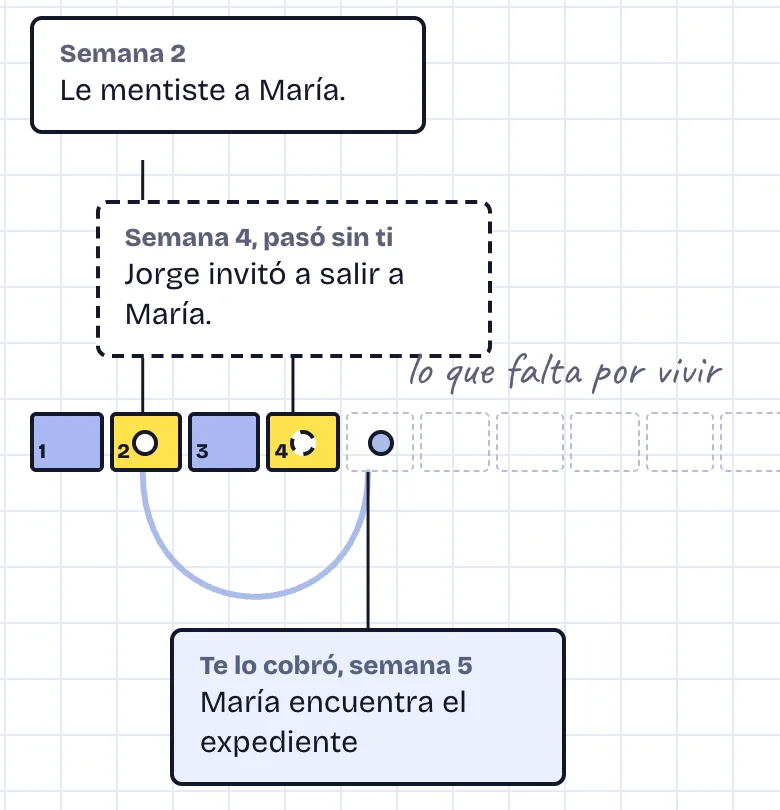 Semana 2
Le mentiste a María.
Semana 4, pasó sin ti
Jorge invitó a salir a
María.
lo que falta por vivir
1
2
3
4
Te lo cobró, semana 5
María encuentra el
expediente